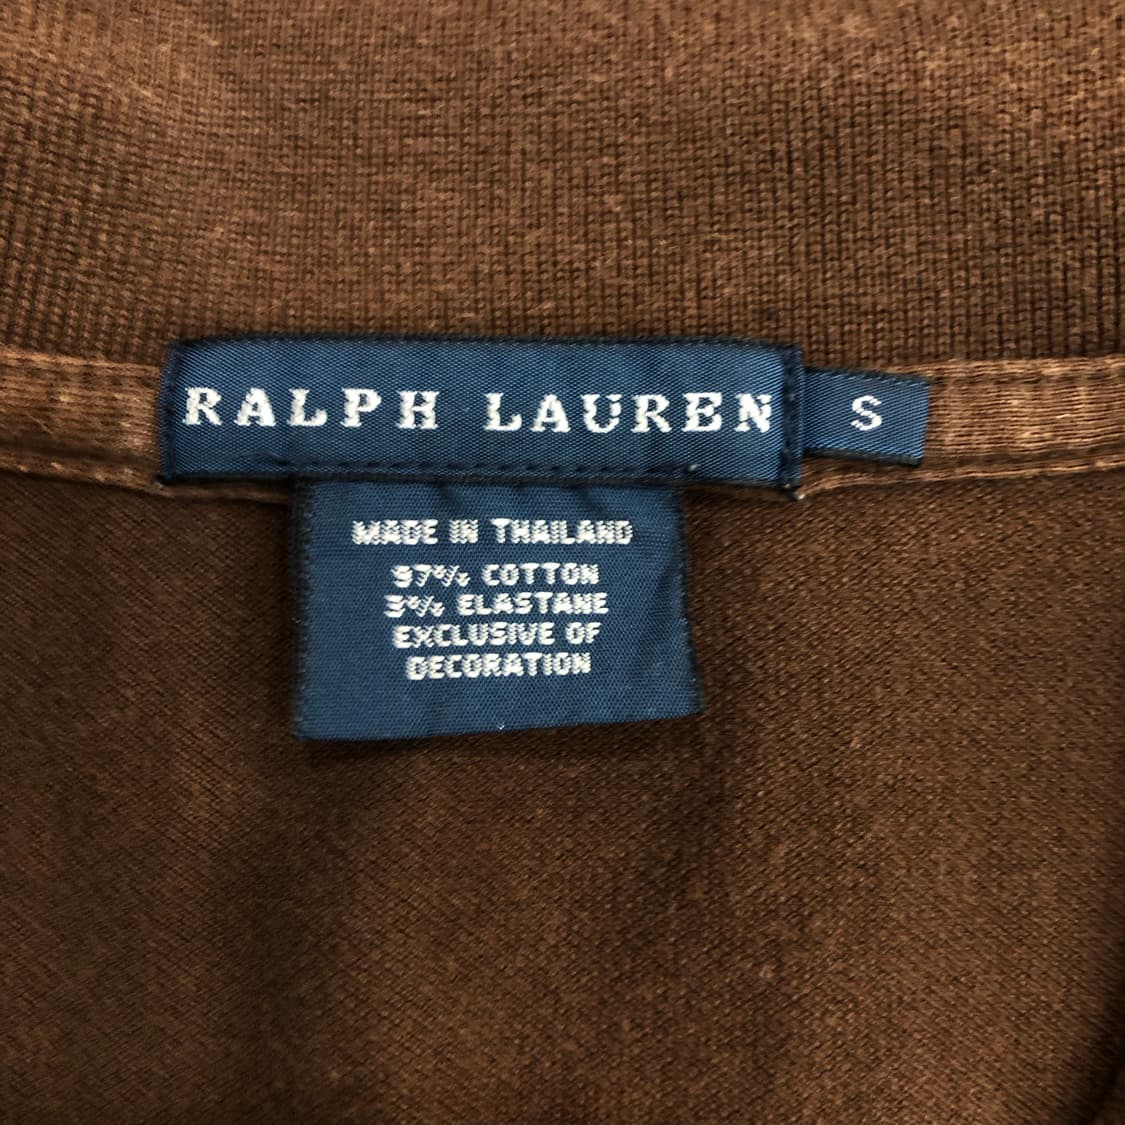 RALPH LAUREN S
MADE IN THAILAND
97% COTTON
3% ELASTANE
EXCLUSIVE OF
DECORATION